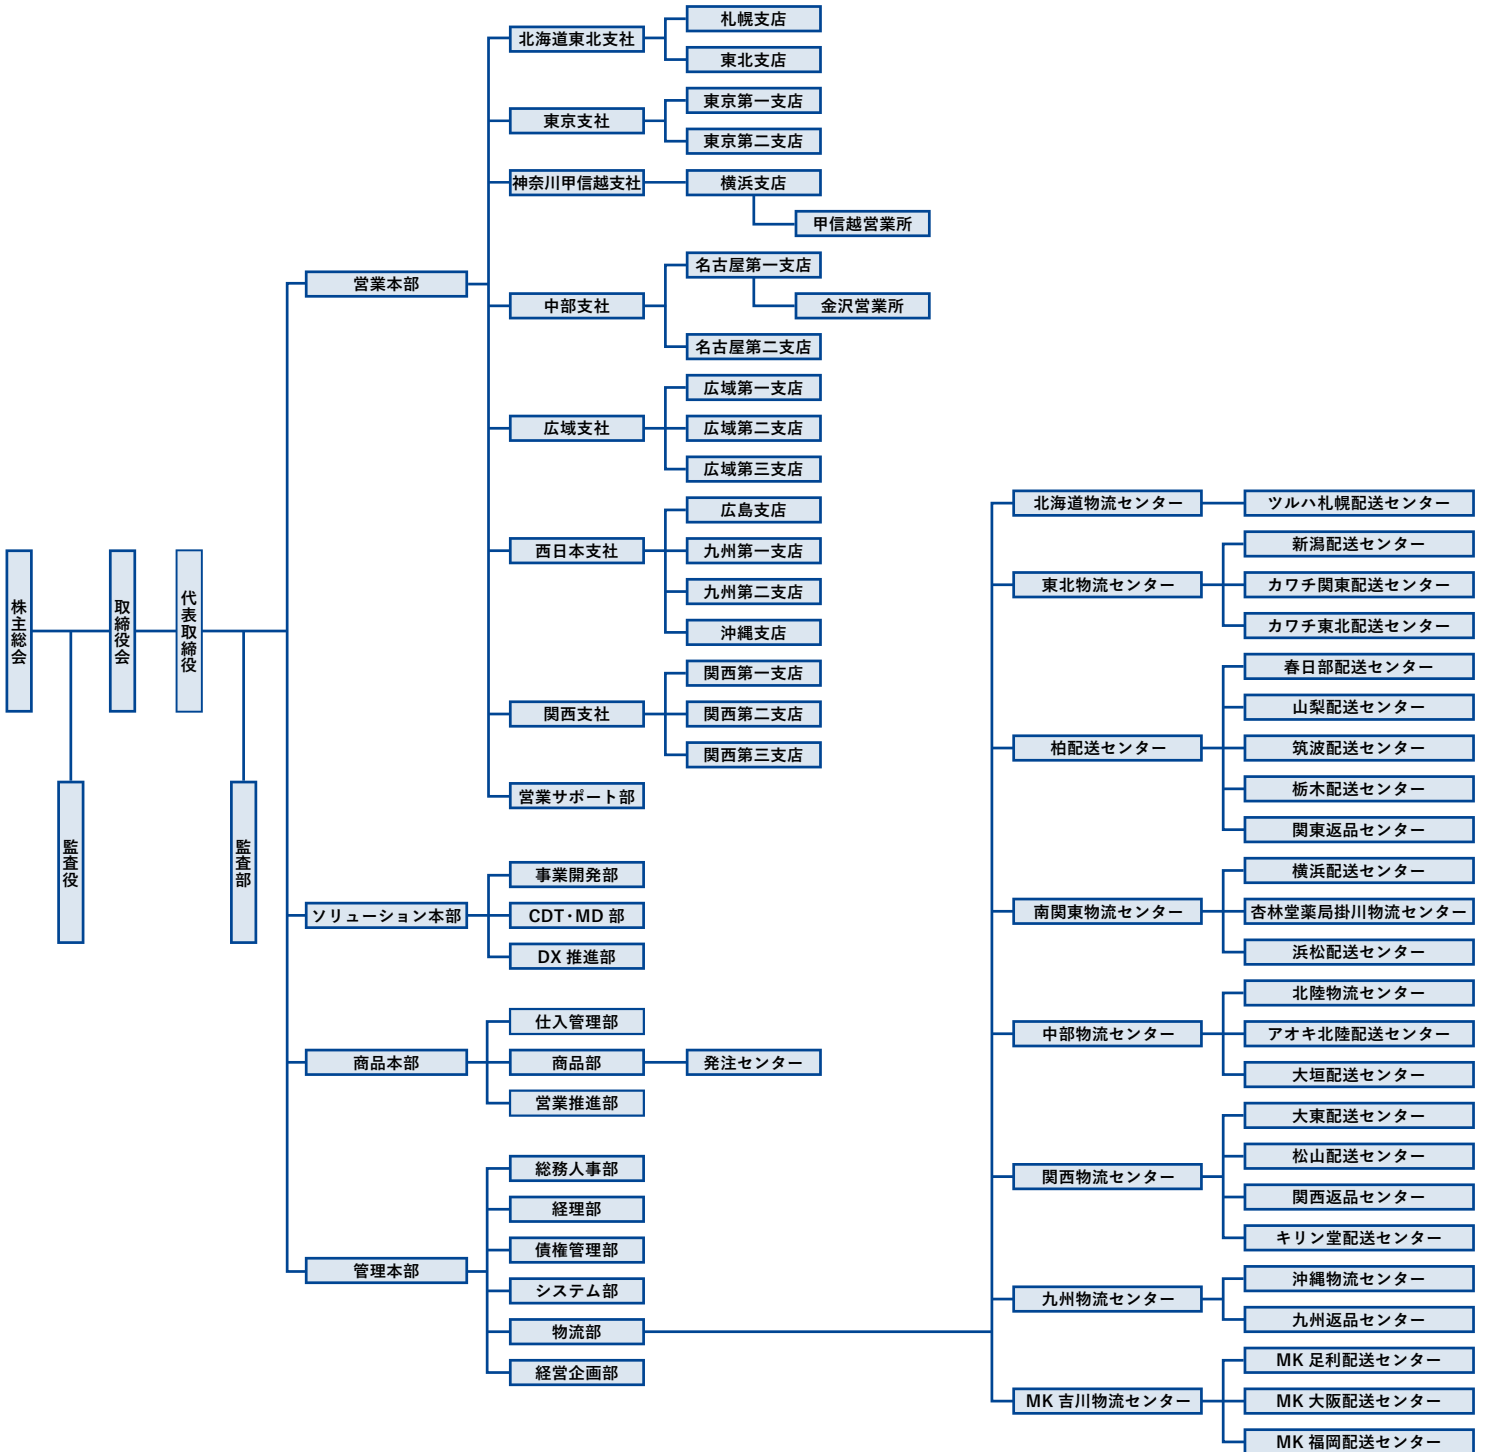 株主総会
監査役
取締役会
代表取締役
監査部
営業本部
北海道東北支社
札幌支店
東北支店
東京支社
東京第一支店
東京第二支店
神奈川甲信越支社
横浜支店
甲信越営業所
中部支社
名古屋第一支店
金沢営業所
名古屋第二支店
広域支社
広域第一支店
広域第二支店
広域第三支店
西日本支社
広島支店
九州第一支店
九州第二支店
沖縄支店
関西支社
関西第一支店
関西第二支店
関西第三支店
営業サポート部
ソリューション本部
事業開発部
CDT・MD 部
DX 推進部
商品本部
仕入管理部
商品部
発注センター
営業推進部
管理本部
総務人事部
経理部
債権管理部
システム部
物流部
経営企画部
北海道物流センター
ツルハ札幌配送センター
東北物流センター
新潟配送センター
カワチ関東配送センター
カワチ東北配送センター
柏配送センター
春日部配送センター
山梨配送センター
筑波配送センター
栃木配送センター
関東返品センター
南関東物流センター
横浜配送センター
杏林堂薬局掛川物流センター
浜松配送センター
中部物流センター
北陸物流センター
アオキ北陸配送センター
大垣配送センター
関西物流センター
大東配送センター
松山配送センター
関西返品センター
キリン堂配送センター
九州物流センター
沖縄物流センター
九州返品センター
MK 吉川物流センター
MK 足利配送センター
MK 大阪配送センター
MK 福岡配送センター